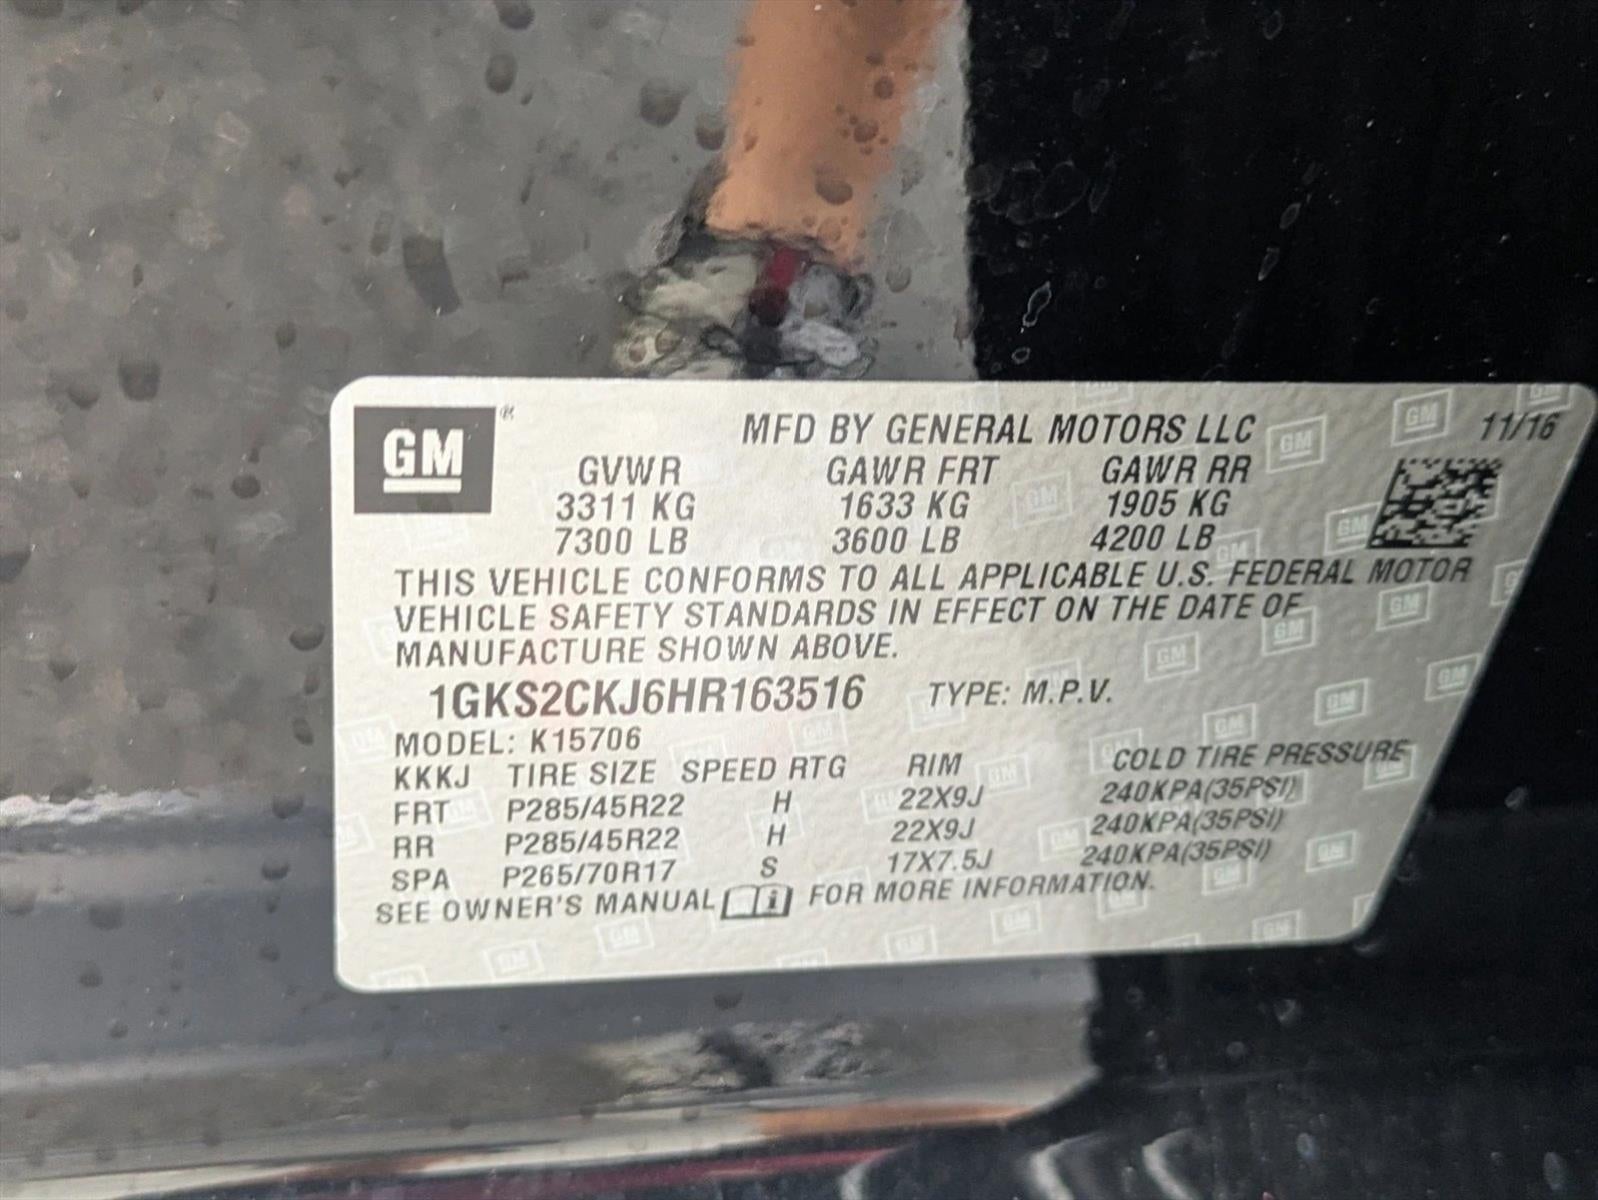 GM ®
MFD BY GENERAL MOTORS LLC 11/16
GVWR GAWR FRT GAWR RR
3311 KG 1633 KG 1905 KG
7300 LB 3600 LB 4200 LB
THIS VEHICLE CONFORMS TO ALL APPLICABLE U.S. FEDERAL MOTOR
VEHICLE SAFETY STANDARDS IN EFFECT ON THE DATE OF
MANUFACTURE SHOWN ABOVE.
1GKS2CKJ6HR163516 TYPE: M.P.V.
MODEL: K15706
KKKJ TIRE SIZE SPEED RTG RIM COLD TIRE PRESSURE
FRT P285/45R22 H 22X9J 240KPA(35PSI)
RR P285/45R22 H 22X9J 240KPA(35PSI)
SPA P265/70R17 S 17X7.5J 240KPA(35PSI)
SEE OWNER'S MANUAL i FOR MORE INFORMATION.